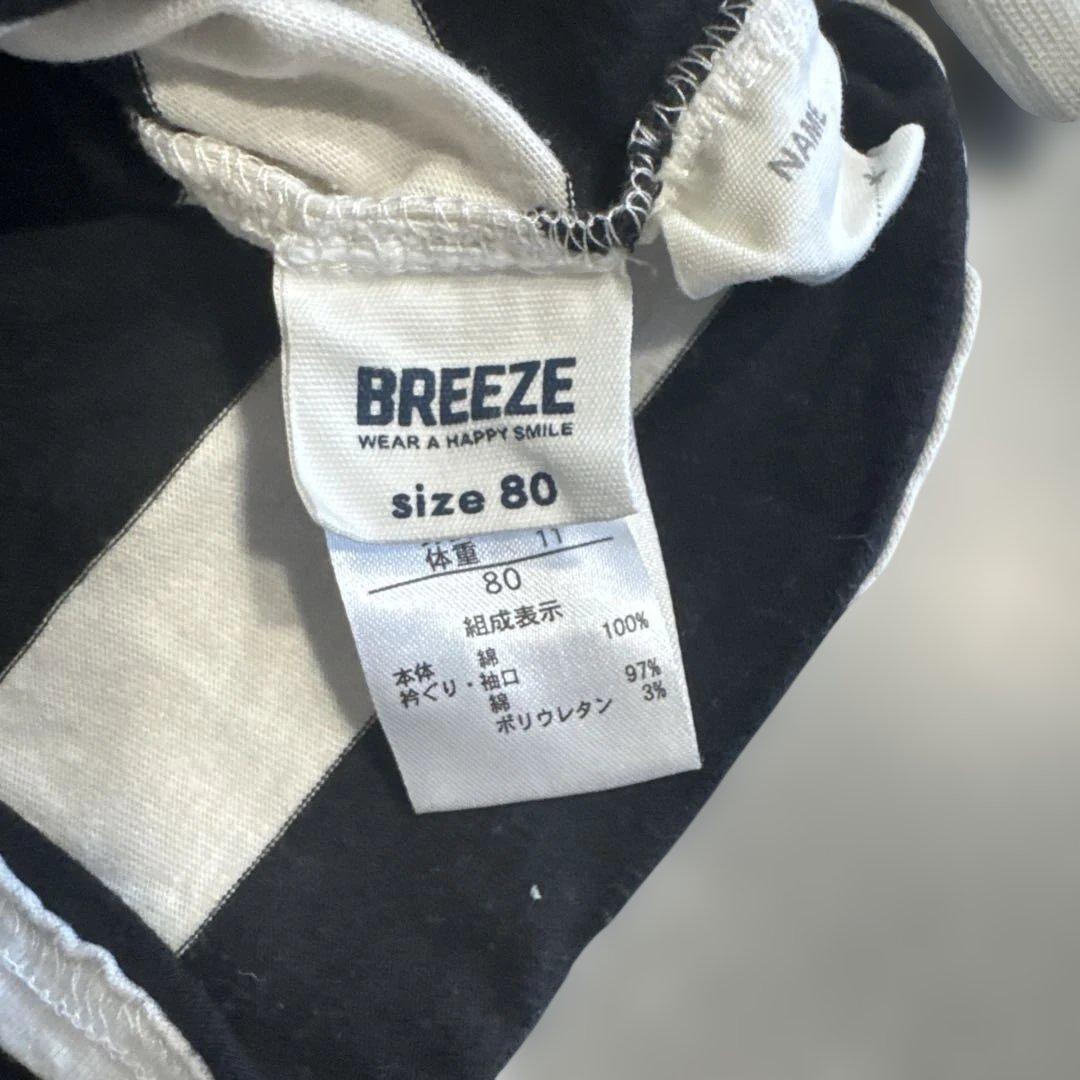 NAME
BREEZE
WEAR A HAPPY SMILE
size 80
体重 11
80
組成表示
本体 綿 100%
衿ぐり・袖口
綿 97%
ポリウレタン 3%